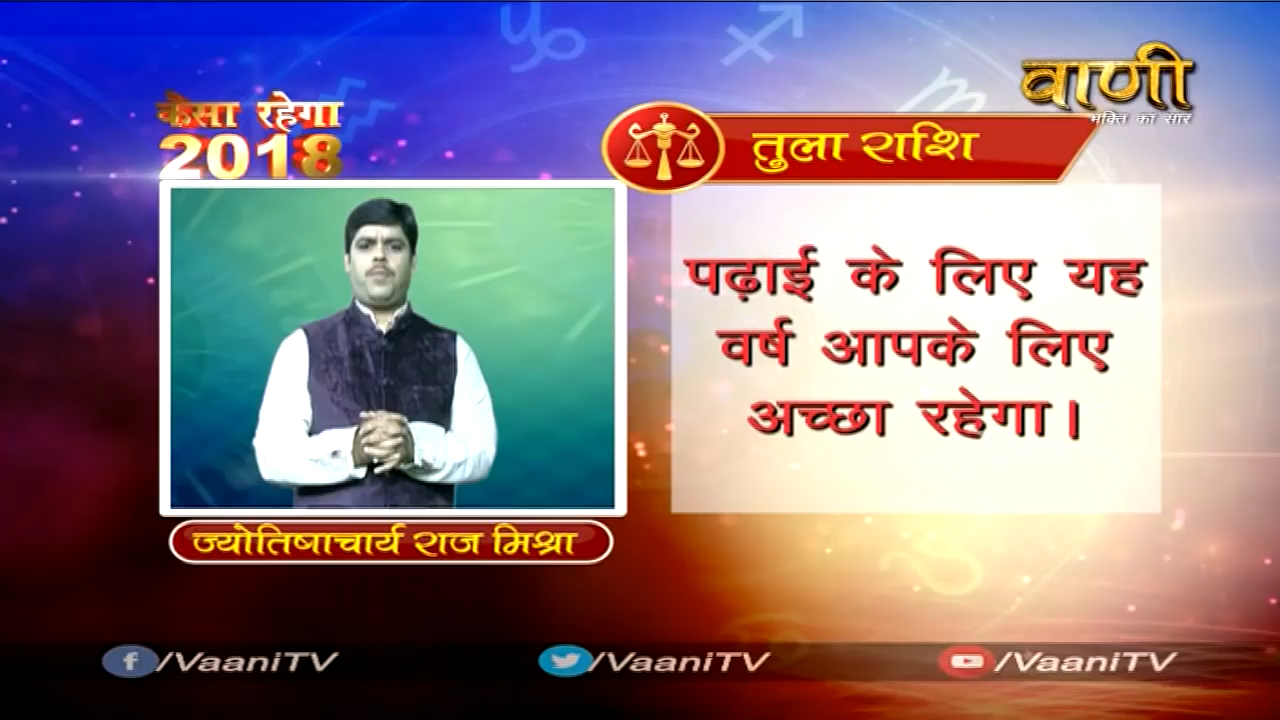 वाणी
भक्ति का सार
कैसा रहेगा
2018
तुला राशि
पढ़ाई के लिए यह
वर्ष आपके लिए
अच्छा रहेगा।
ज्योतिषाचार्य राज मिश्रा
/VaaniTV
/VaaniTV
/VaaniTV